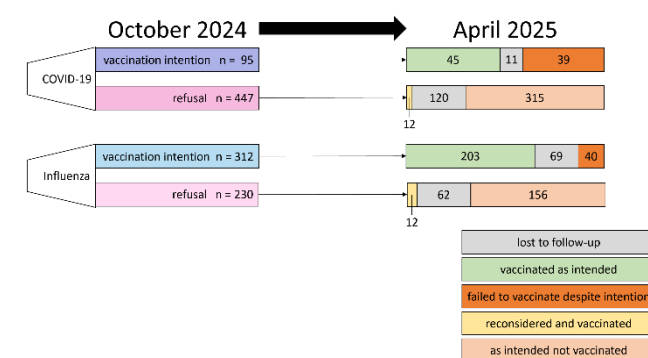 October 2024
April 2025
COVID-19
vaccination intention n = 95
45
11
39
refusal n = 447
120
315
12
Influenza
vaccination intention n = 312
203
69
40
refusal n = 230
62
156
12
lost to follow-up
vaccinated as intended
failed to vaccinate despite intention
reconsidered and vaccinated
as intended not vaccinated